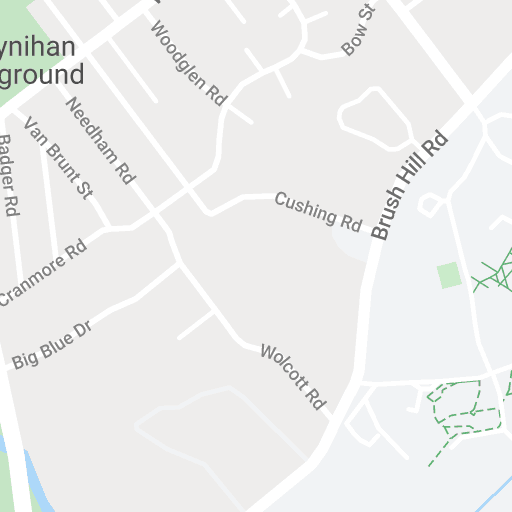 ynihan
ground
Woodglen Rd
Bow St
Needham Rd
Van Brunt St
Badger Rd
Brush Hill Rd
Cushing Rd
Cranmore Rd
Big Blue Dr
Wolcott Rd